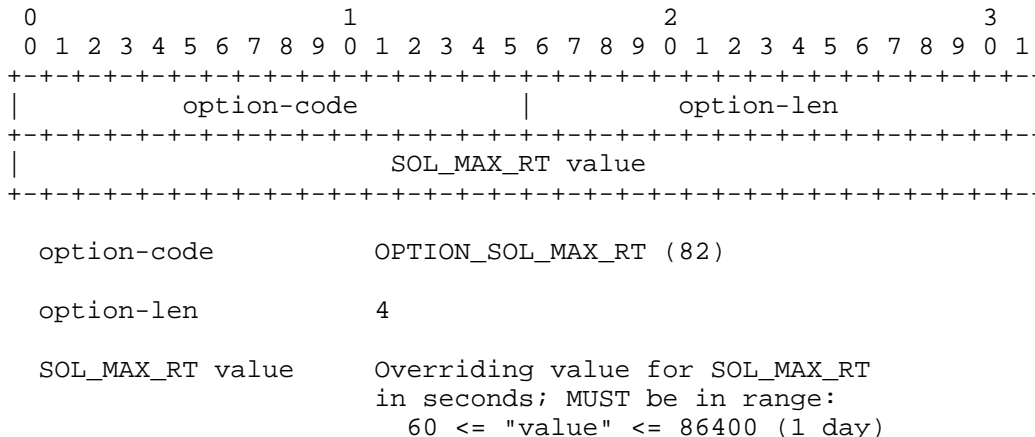 0                   1                   2                   3
 0 1 2 3 4 5 6 7 8 9 0 1 2 3 4 5 6 7 8 9 0 1 2 3 4 5 6 7 8 9 0 1
+-+-+-+-+-+-+-+-+-+-+-+-+-+-+-+-+-+-+-+-+-+-+-+-+-+-+-+-+-+-+-+-
|          option-code          |         option-len
+-+-+-+-+-+-+-+-+-+-+-+-+-+-+-+-+-+-+-+-+-+-+-+-+-+-+-+-+-+-+-+-
|                       SOL_MAX_RT value
+-+-+-+-+-+-+-+-+-+-+-+-+-+-+-+-+-+-+-+-+-+-+-+-+-+-+-+-+-+-+-+-
  option-code          OPTION_SOL_MAX_RT (82)
  option-len           4
  SOL_MAX_RT value     Overriding value for SOL_MAX_RT
                       in seconds; MUST be in range:
                         60 <= "value" <= 86400 (1 day)